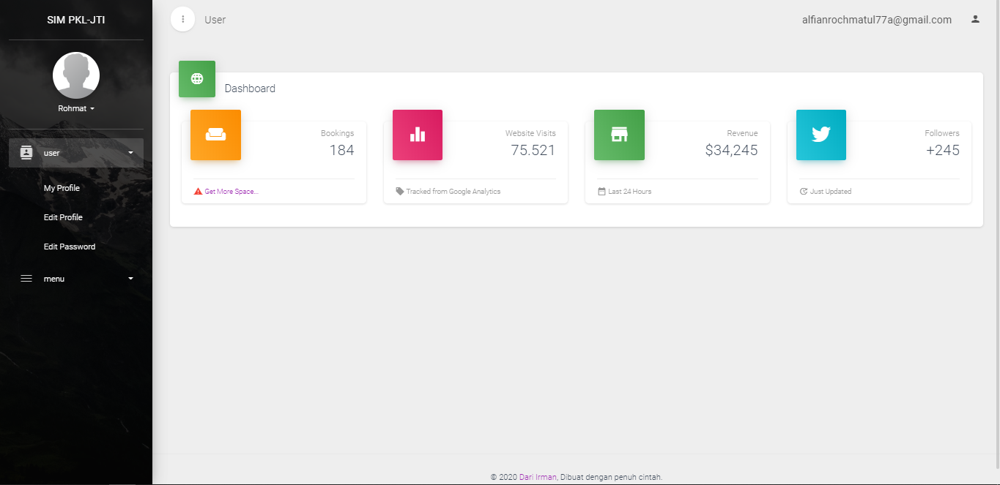 SIM PKL-JTI
Rohmat
user
My Profile
Edit Profile
Edit Password
menu
User
alfianrochmatul77a@gmail.com
Dashboard
Bookings
184
Get More Space...
Website Visits
75.521
Tracked from Google Analytics
Revenue
$34,245
Last 24 Hours
Followers
+245
Just Updated
© 2020 Dari Irman, Dibuat dengan penuh cintah.